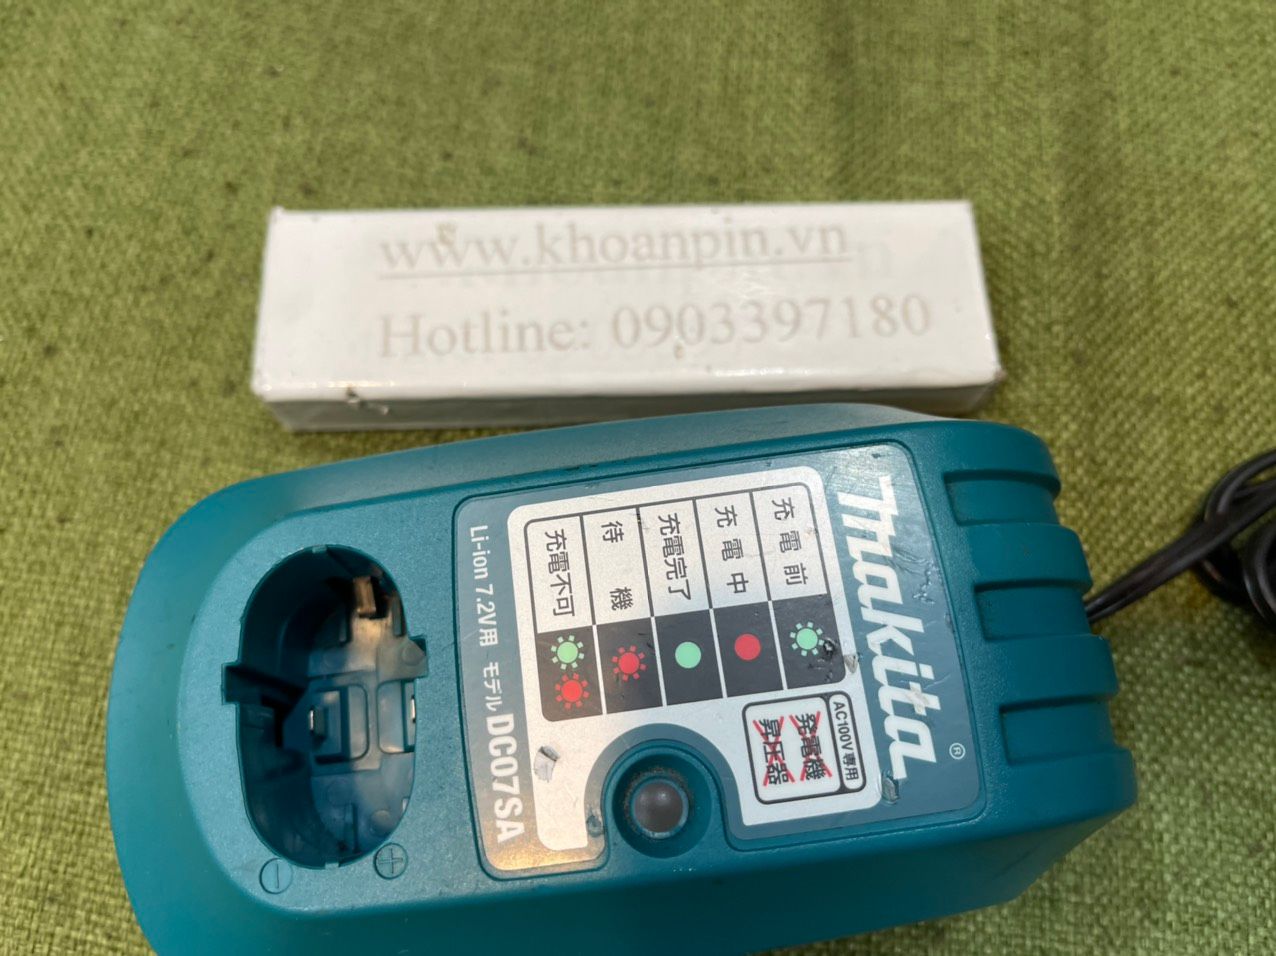 www.khoanpin.vn
Hotline: 0903397180
makita®
充電前
充電中
充電完了
待機
充電不可
AC100V専用
発電機
昇圧器
Li-ion 7.2V用 モデル DC07SA
- +